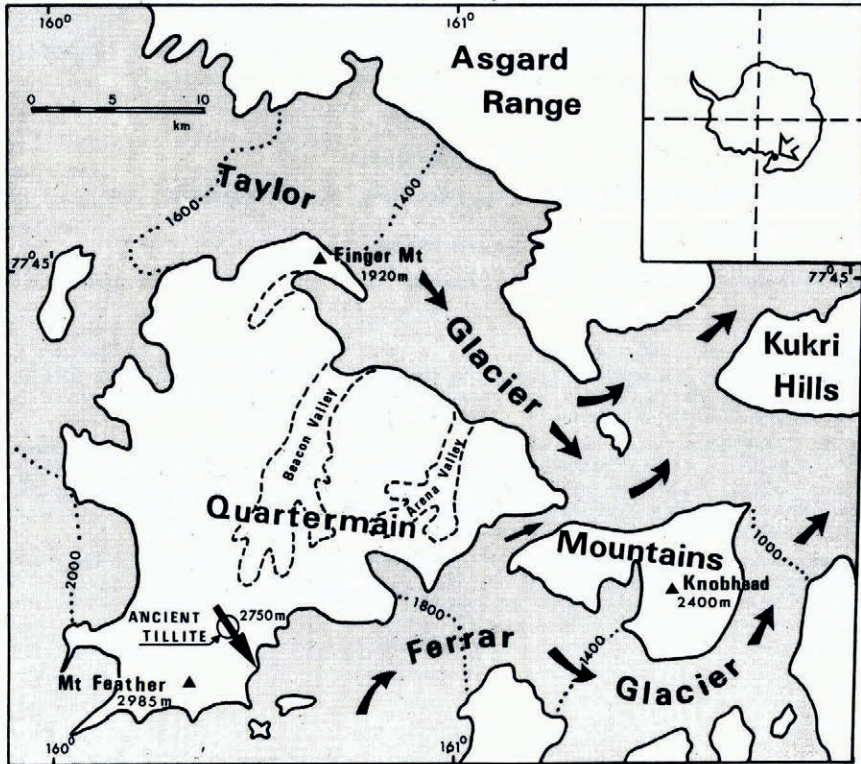 160°
161°
Asgard
Range
0 5 10
km
Taylor
1600
1400
77°45
77°45
Finger Mt
1920m
Glacier
Kukri
Hills
Beacon Valley
Arena Valley
Quartermain
Mountains
2000
1000
Knobhead
2400m
ANCIENT
TILLITE
2750m
1800
Ferrar
1400
Glacier
Mt Feather
2985m
160°
161°